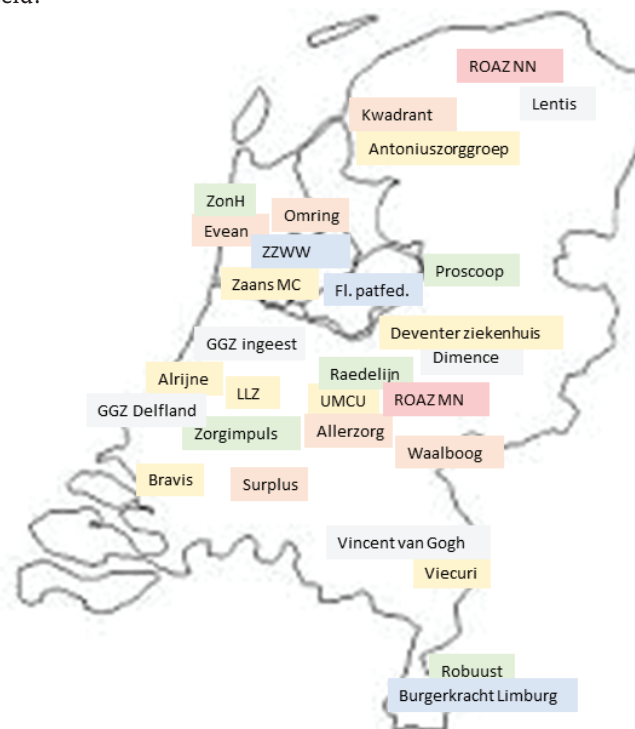 ROAZ NN
Lentis
Kwadrant
Antoniuszorggroep
ZonH
Omring
Evean
ZZWW
Proscoop
Zaans MC
Fl. patfed.
Deventer ziekenhuis
GGZ ingeest
Dimence
Raedelijn
Alrijne
LLZ
UMCU
ROAZ MN
GGZ Delfland
Zorgimpuls
Allerzorg
Waalboog
Bravis
Surplus
Vincent van Gogh
Viecuri
Robuust
Burgerkracht Limburg